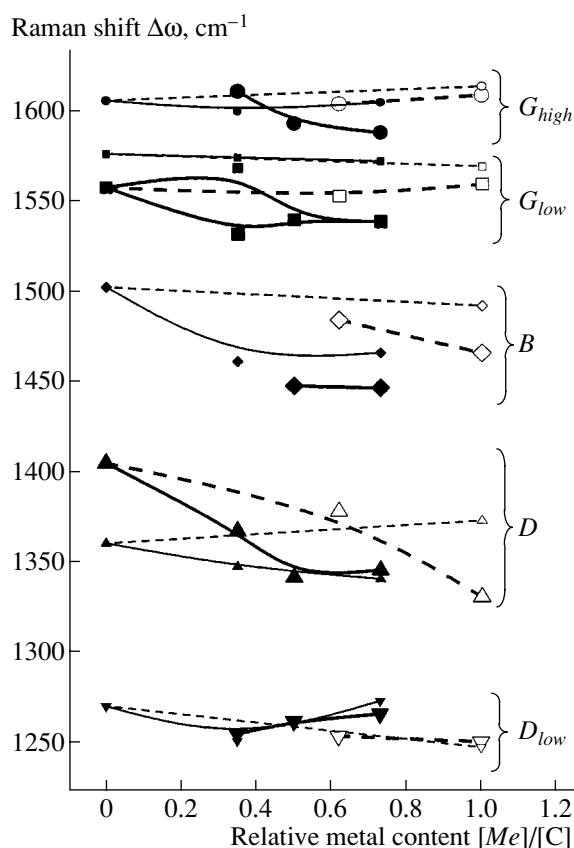 Raman shift Δω, cm⁻¹
1600
G_high
1550
G_low
1500
B
1450
1400
D
1350
1300
D_low
1250
0 0.2 0.4 0.6 0.8 1.0 1.2
Relative metal content [Me]/[C]